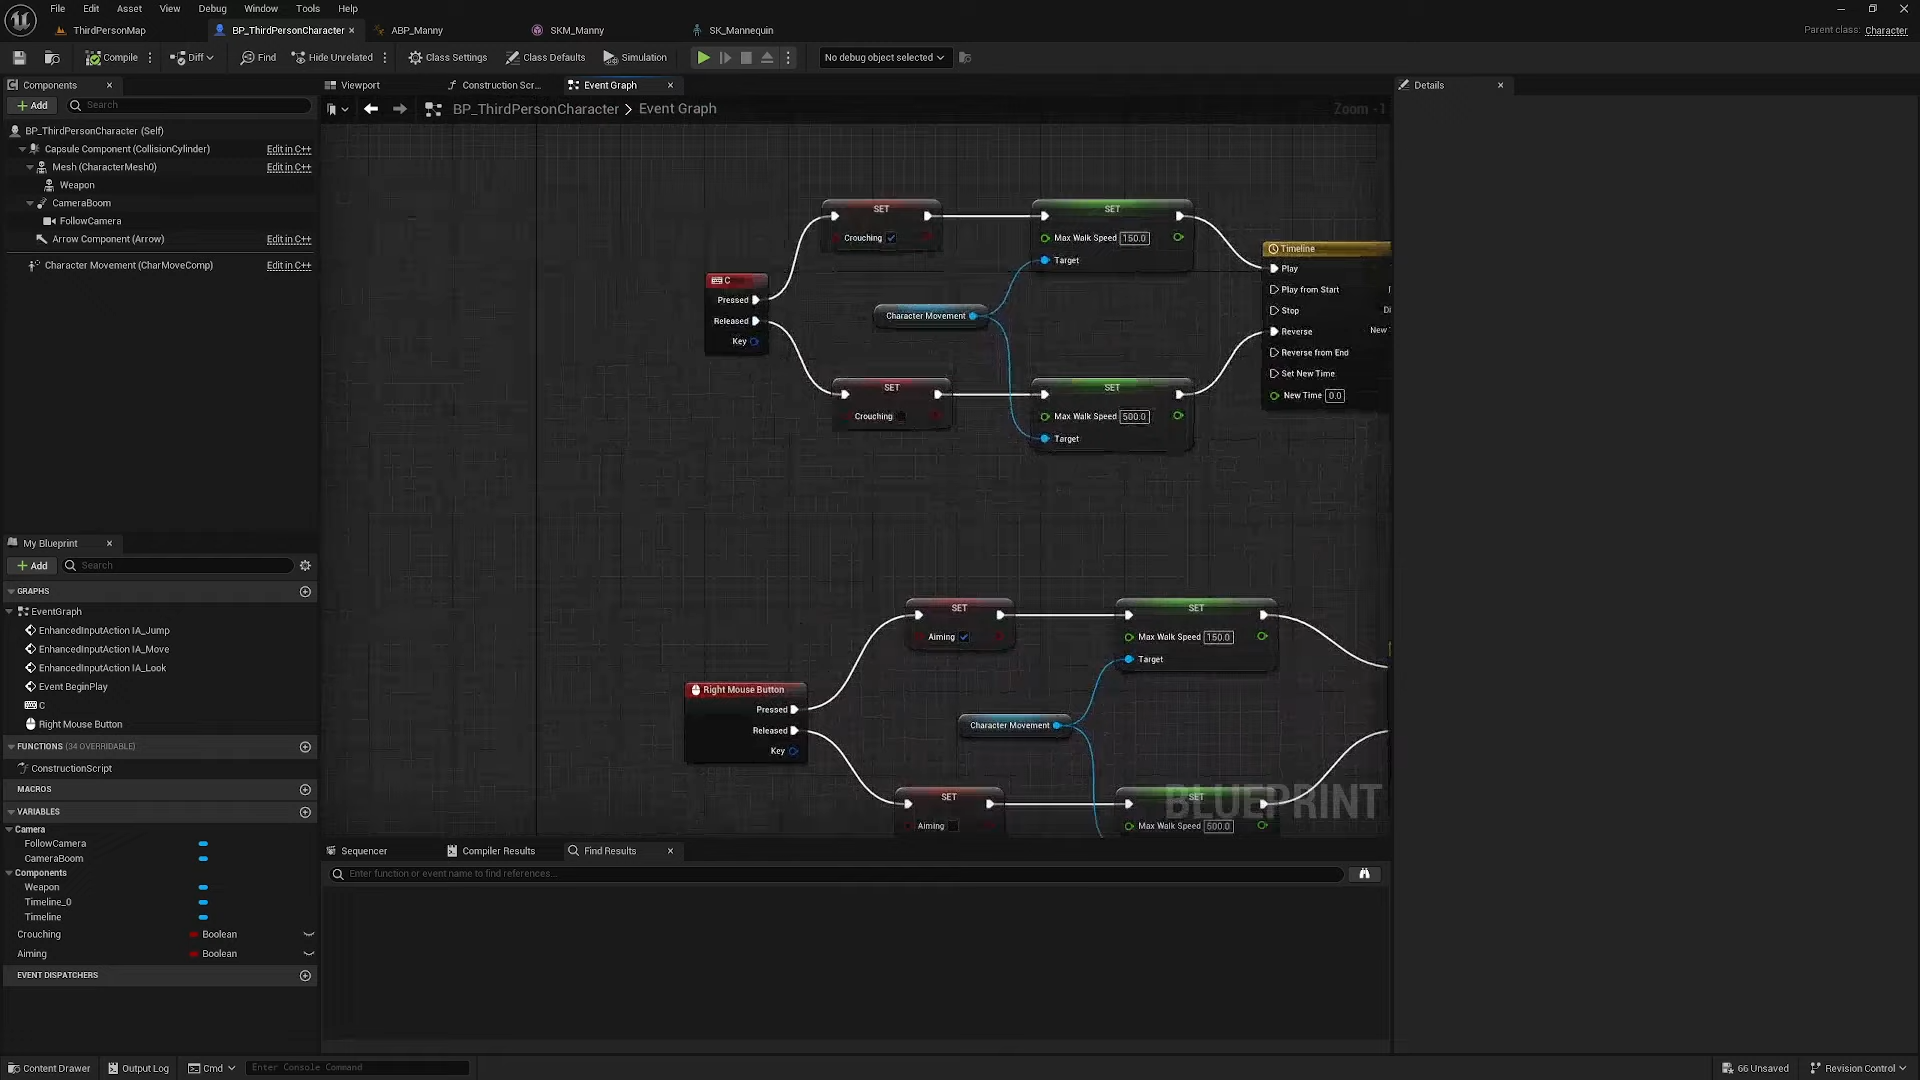 File Edit Asset View Debug Window Tools Help
ThirdPersonMap BP_ThirdPersonCharacter ABP_Manny SKM_Manny SK_Mannequin Parent class: Character
Compile Diff Find Hide Unrelated Class Settings Class Defaults Simulation No debug object selected
Components Viewport Construction Scr... Event Graph Details
Add Search BP_ThirdPersonCharacter > Event Graph Zoom -1
BP_ThirdPersonCharacter (Self)
Capsule Component (CollisionCylinder) Edit in C++
Mesh (CharacterMesh0) Edit in C++
Weapon
CameraBoom
FollowCamera
Arrow Component (Arrow) Edit in C++
Character Movement (CharMoveComp) Edit in C++
SET
Crouching
SET
Max Walk Speed 150.0
Target
Timeline
Play
Play from Start
Stop
Reverse
Reverse from End
Set New Time
New Time 0.0
Di
New
C
Pressed
Released
Key
Character Movement
SET
Crouching
SET
Max Walk Speed 500.0
Target
My Blueprint
Add Search
GRAPHS
EventGraph
EnhancedInputAction IA_Jump
EnhancedInputAction IA_Move
EnhancedInputAction IA_Look
Event BeginPlay
C
Right Mouse Button
FUNCTIONS (34 OVERRIDABLE)
ConstructionScript
MACROS
VARIABLES
Camera
FollowCamera
CameraBoom
Components
Weapon
Timeline_0
Timeline
Crouching Boolean
Aiming Boolean
EVENT DISPATCHERS
SET
Aiming
SET
Max Walk Speed 150.0
Target
Right Mouse Button
Pressed
Released
Key
Character Movement
SET
Aiming
SET
Max Walk Speed 500.0
BLUEPRINT
Sequencer Compiler Results Find Results
Enter function or event name to find references...
Content Drawer Output Log Cmd Enter Console Command 66 Unsaved Revision Control